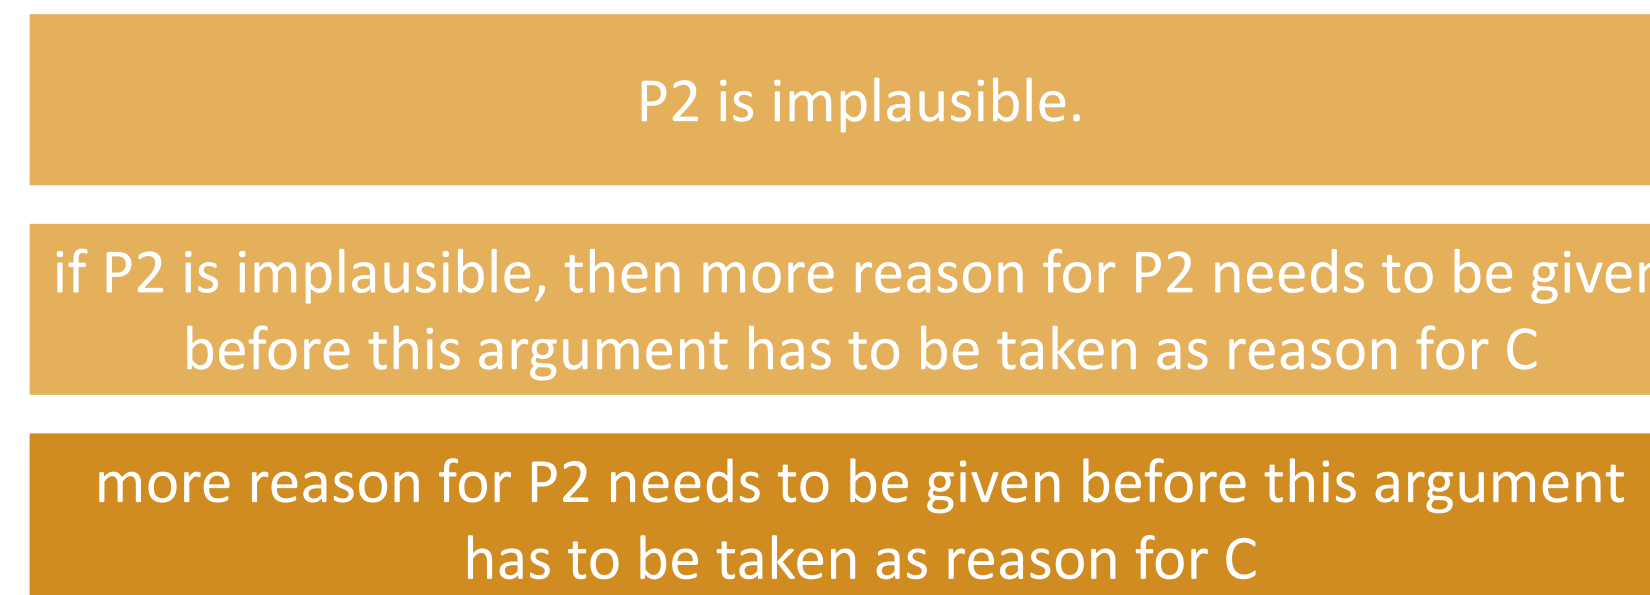 P2 is implausible.
if P2 is implausible, then more reason for P2 needs to be given
before this argument has to be taken as reason for C
more reason for P2 needs to be given before this argument
has to be taken as reason for C